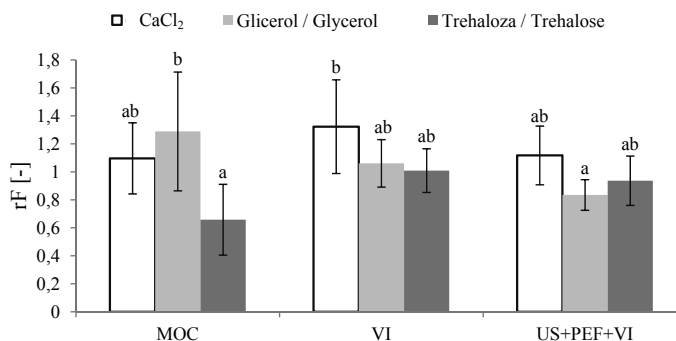 CaCl₂ Glicerol / Glycerol Trehaloza / Trehalose
1,8
1,6
1,4
1,2
1
0,8
0,6
0,4
0,2
0
rF [-]
ab b a b ab ab ab a ab
MOC VI US+PEF+VI